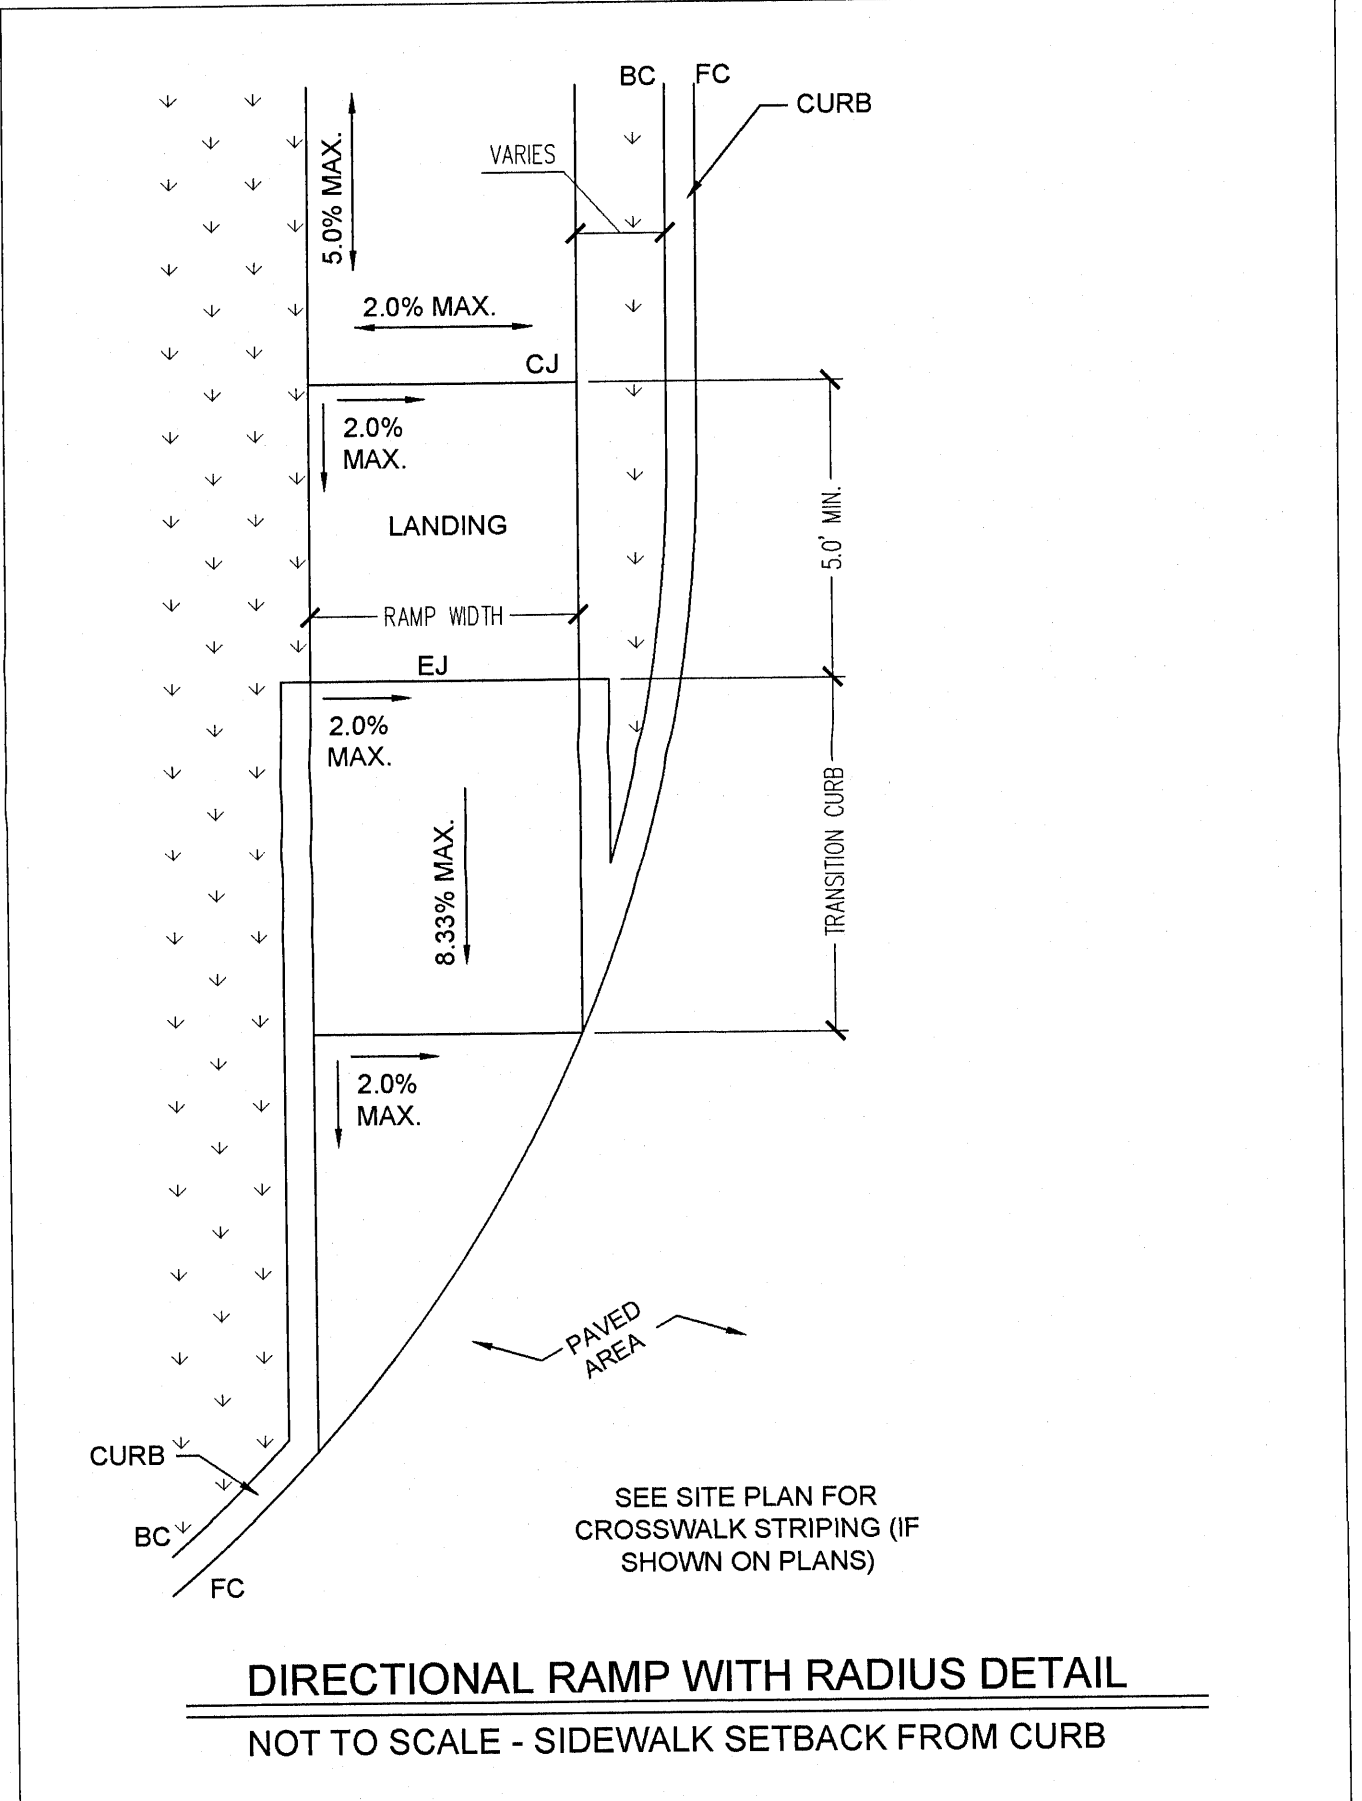 BC FC
CURB
VARIES
5.0% MAX.
2.0% MAX.
CJ
2.0%
MAX.
LANDING
5.0' MIN.
RAMP WIDTH
EJ
2.0%
MAX.
8.33% MAX.
TRANSITION CURB
2.0%
MAX.
PAVED
AREA
CURB
BC
FC
SEE SITE PLAN FOR
CROSSWALK STRIPING (IF
SHOWN ON PLANS)
DIRECTIONAL RAMP WITH RADIUS DETAIL
NOT TO SCALE - SIDEWALK SETBACK FROM CURB